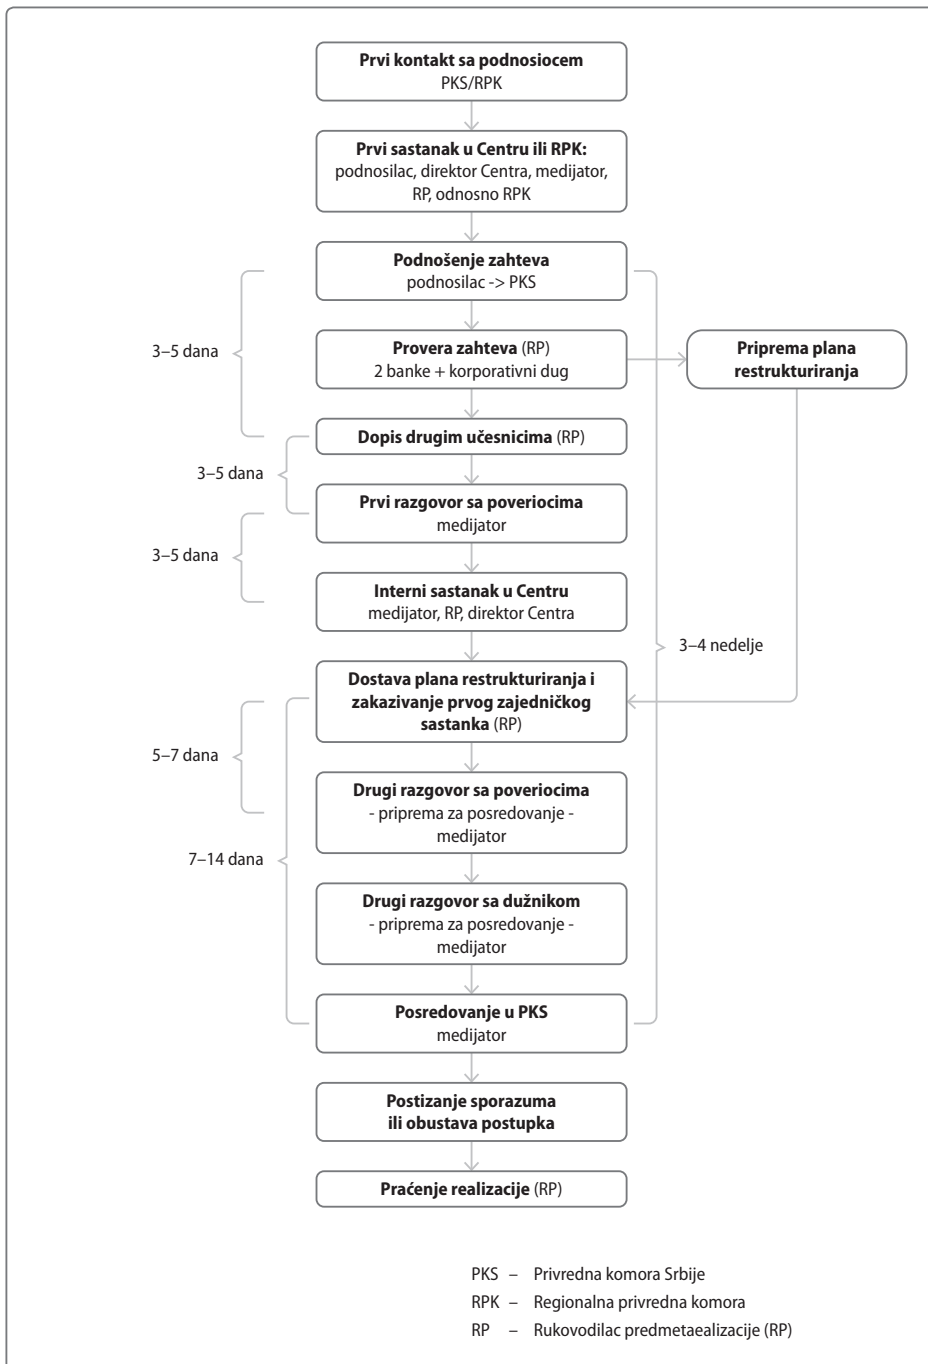 Prvi kontakt sa podnosiocem
PKS/RPK
Prvi sastanak u Centru ili RPK:
podnosilac, direktor Centra, medijator,
RP, odnosno RPK
Podnošenje zahteva
podnosilac -> PKS
3–5 dana
Provera zahteva (RP)
2 banke + korporativni dug
Priprema plana
restrukturiranja
Dopis drugim učesnicima (RP)
3–5 dana
Prvi razgovor sa poveriocima
medijator
3–5 dana
Interni sastanak u Centru
medijator, RP, direktor Centra
3–4 nedelje
Dostava plana restrukturiranja i
zakazivanje prvog zajedničkog
sastanka (RP)
5–7 dana
Drugi razgovor sa poveriocima
- priprema za posredovanje -
medijator
7–14 dana
Drugi razgovor sa dužnikom
- priprema za posredovanje -
medijator
Posredovanje u PKS
medijator
Postizanje sporazuma
ili obustava postupka
Praćenje realizacije (RP)
PKS – Privredna komora Srbije
RPK – Regionalna privredna komora
RP – Rukovodilac predmetaealizacije (RP)